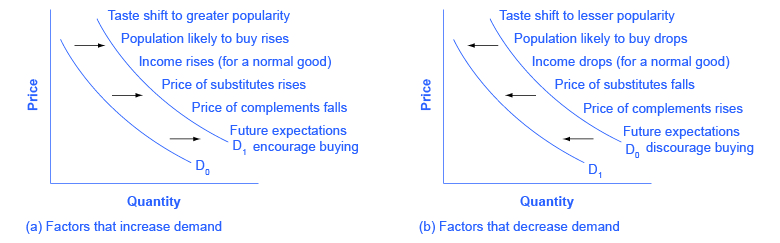 Taste shift to greater popularity
Population likely to buy rises
Income rises (for a normal good)
Price of substitutes rises
Price of complements falls
Future expectations
D1 encourage buying
D0
Price
Quantity
(a) Factors that increase demand
Taste shift to lesser popularity
Population likely to buy drops
Income drops (for a normal good)
Price of substitutes falls
Price of complements rises
Future expectations
D0 discourage buying
D1
Price
Quantity
(b) Factors that decrease demand